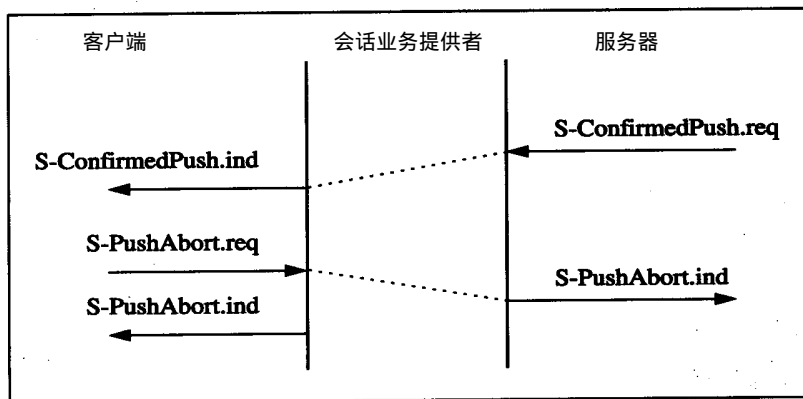 客户端
会话业务提供者
服务器
S-ConfirmedPush.req
S-ConfirmedPush.ind
S-PushAbort.req
S-PushAbort.ind
S-PushAbort.ind